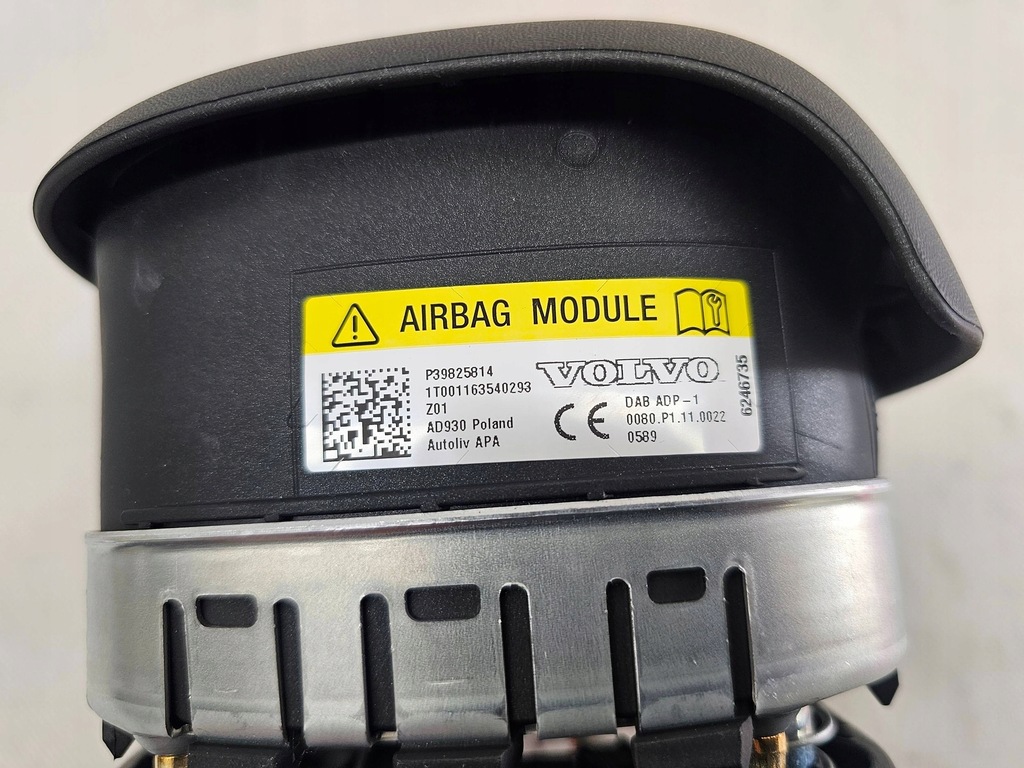 AIRBAG MODULE
P39825814
1T001163540293
Z01
AD930 Poland
Autoliv APA
VOLVO
CE
DAB ADP-1
0080.P1.11.0022
0589
6246735